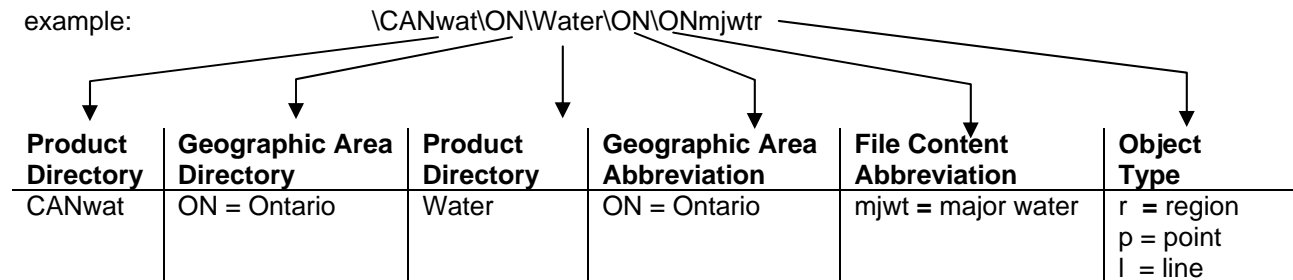 example: \CANwat\ON\Water\ON\ONmjwtr
Product Directory Geographic Area Directory Product Directory Geographic Area Abbreviation File Content Abbreviation Object Type
CANwat ON = Ontario Water ON = Ontario mjwt = major water r = region
p = point
l = line